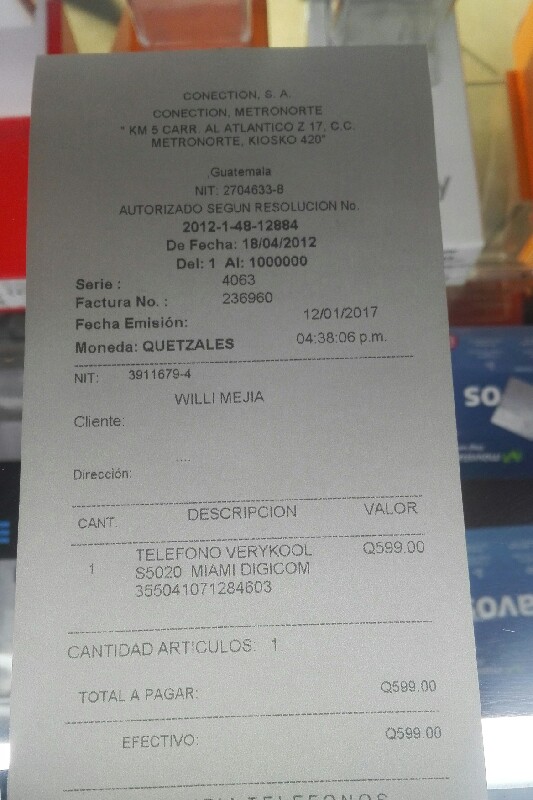 CONECTION, S. A.
CONECTION, METRONORTE
" KM 5 CARR. AL ATLANTICO Z 17, C.C.
METRONORTE, KIOSKO 420"
,Guatemala
NIT: 2704633-8
AUTORIZADO SEGUN RESOLUCION No.
2012-1-48-12884
De Fecha: 18/04/2012
Del: 1 Al: 1000000
Serie : 4063
Factura No. : 236960
Fecha Emisión: 12/01/2017
Moneda: QUETZALES 04:38:06 p.m.
NIT: 3911679-4
WILLI MEJIA
Cliente:
....
Dirección:
CANT. DESCRIPCION VALOR
1 TELEFONO VERYKOOL Q599.00
S5020 MIAMI DIGICOM
355041071284603
CANTIDAD ARTICULOS: 1
TOTAL A PAGAR: Q599.00
EFECTIVO: Q599.00
TELEFONOS